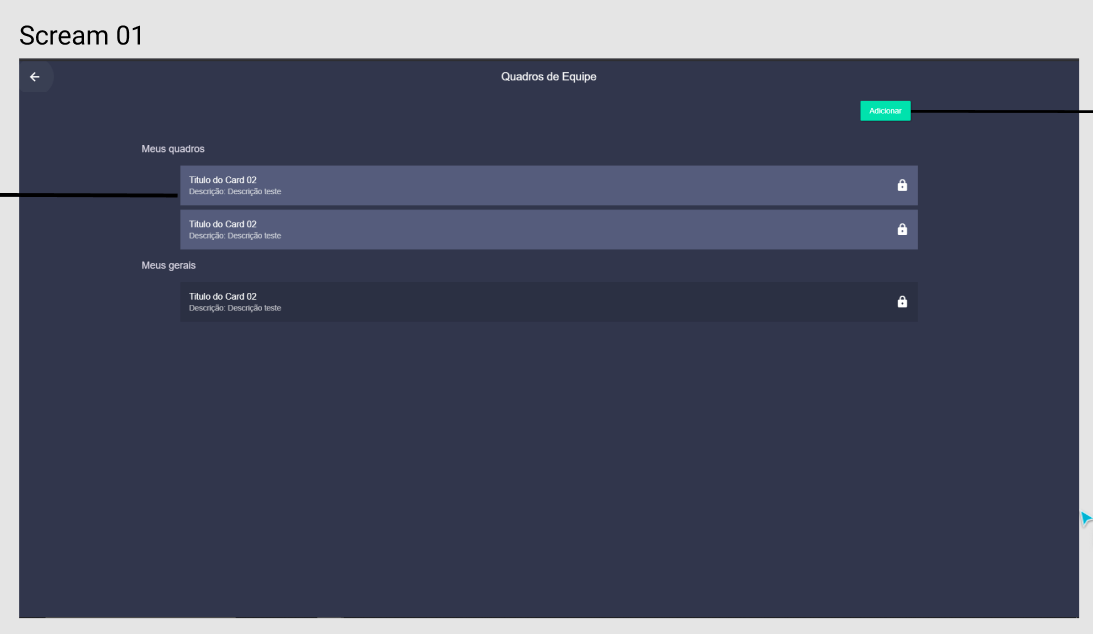 Scream 01
Quadros de Equipe
Adicionar
Meus quadros
Titulo do Card 02
Descrição: Descrição teste
Titulo do Card 02
Descrição: Descrição teste
Meus gerais
Titulo do Card 02
Descrição: Descrição teste